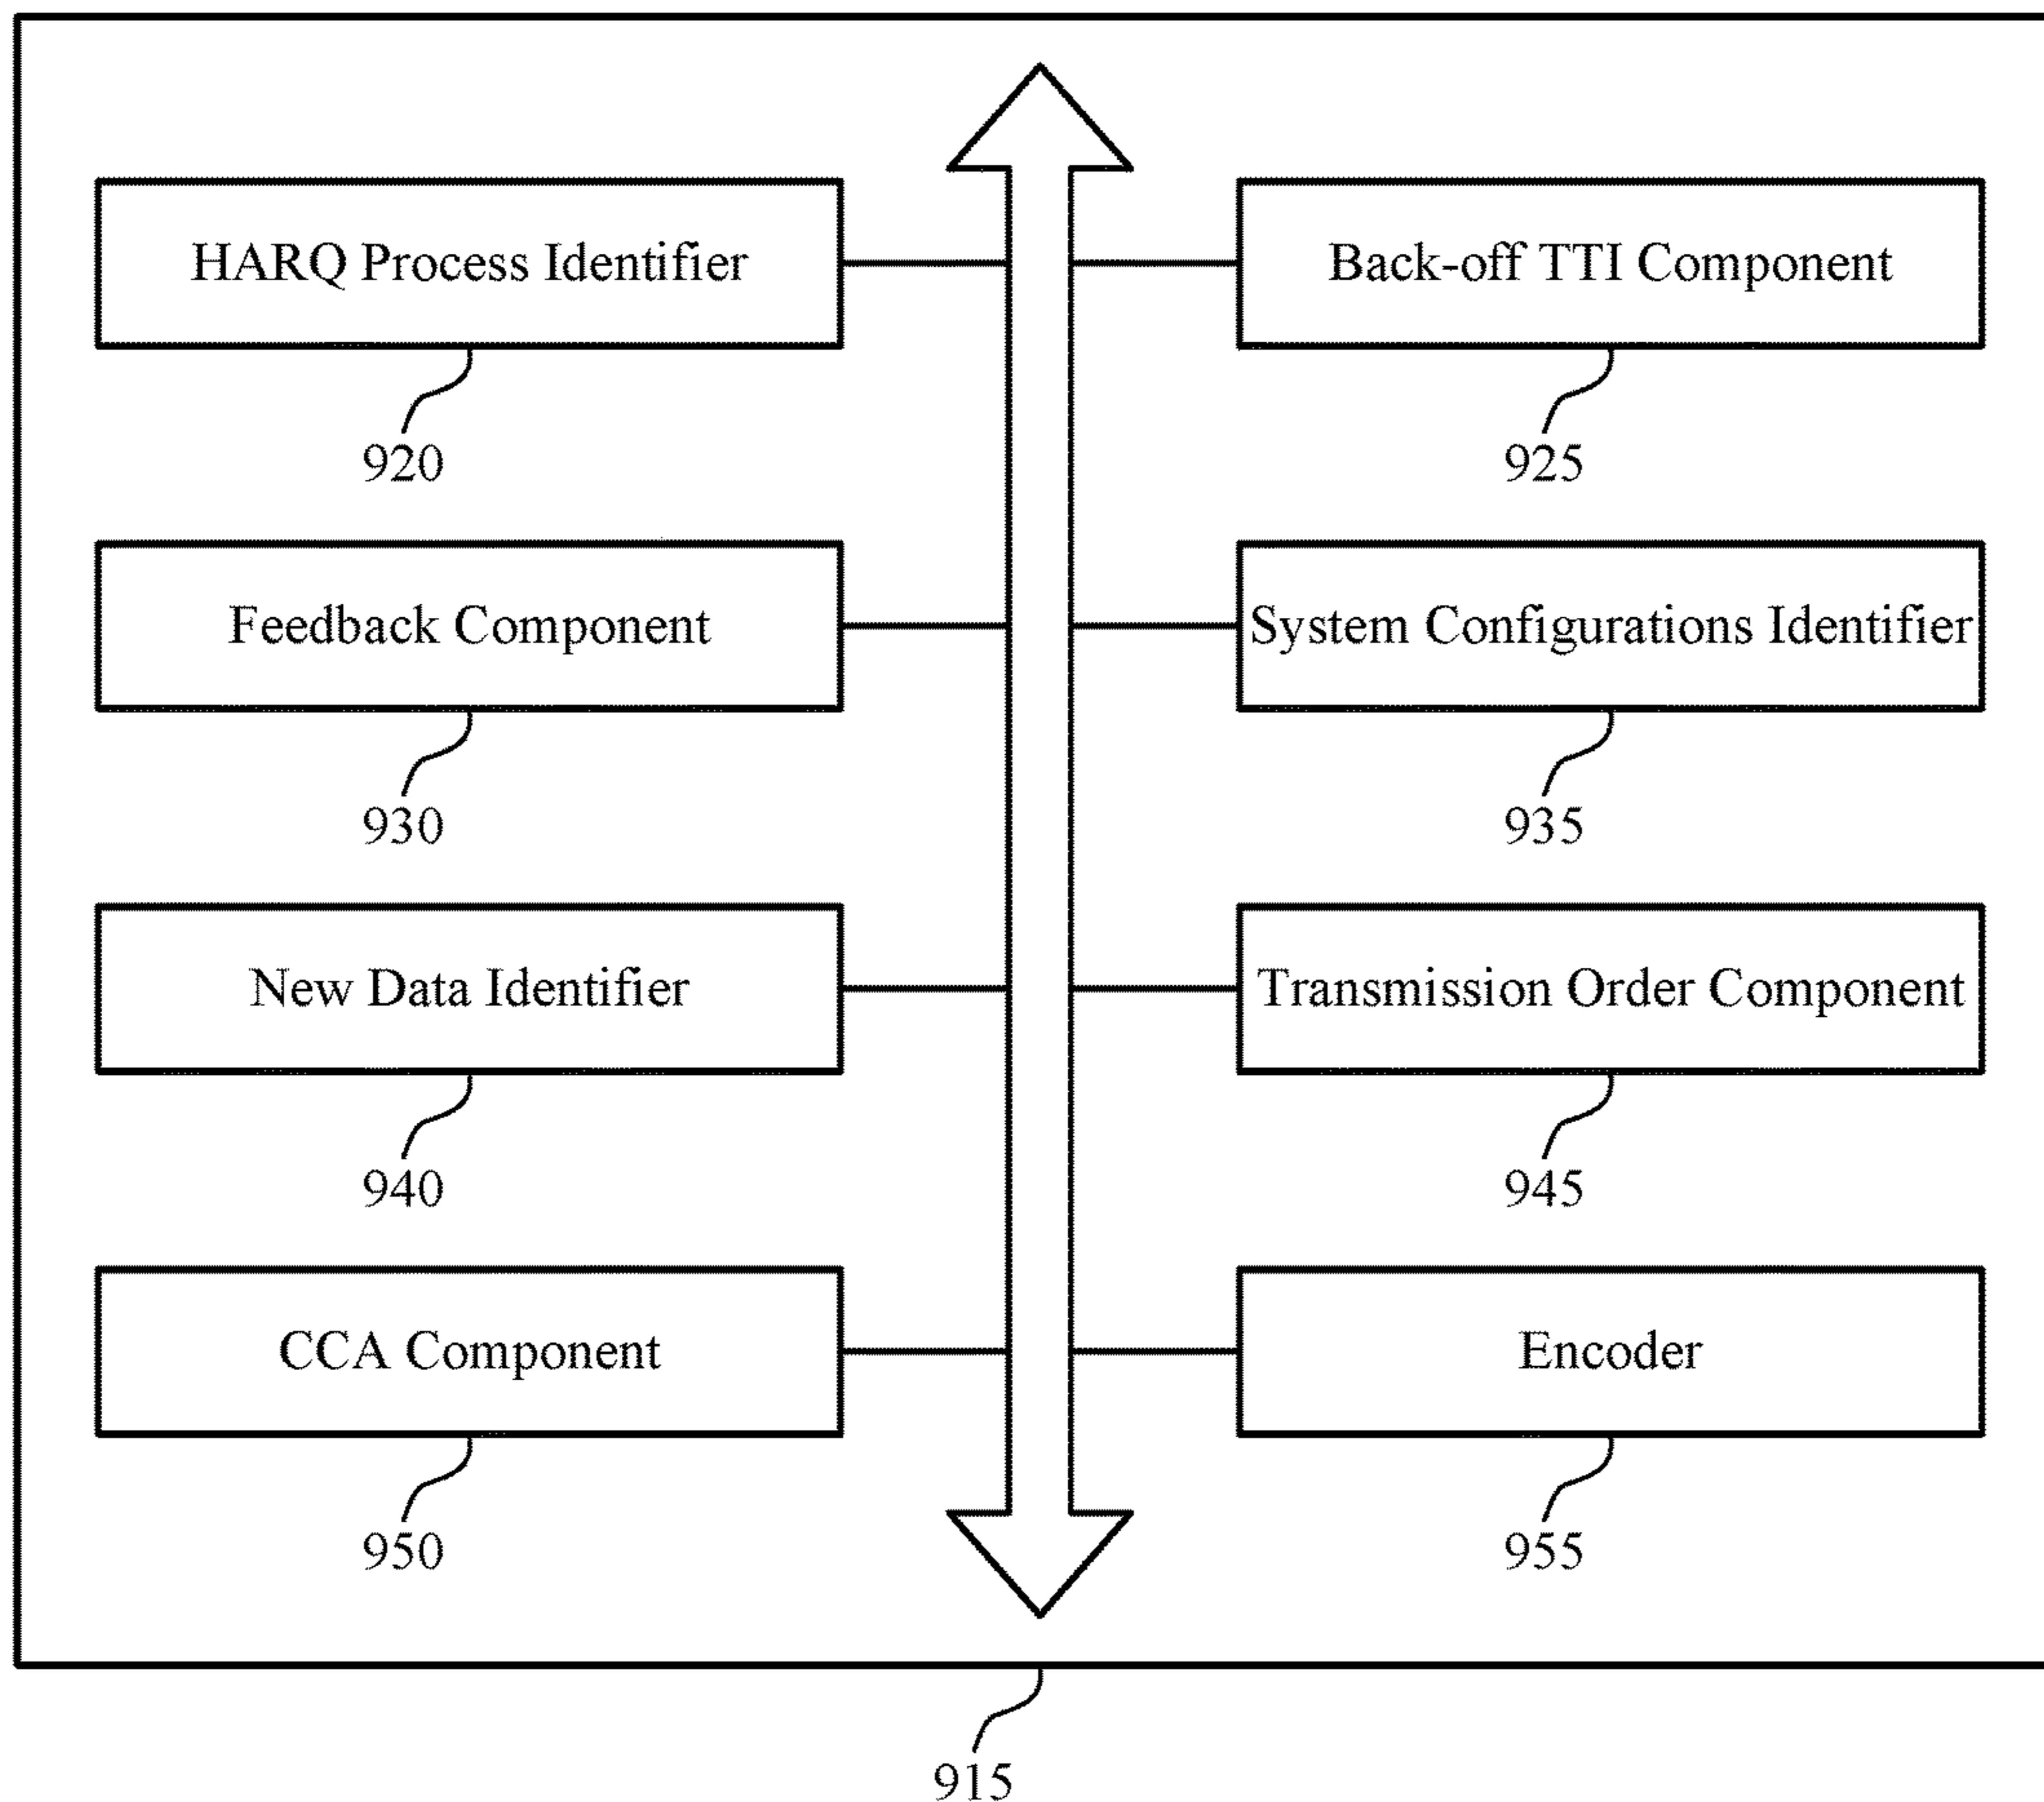 HARQ Process Identifier
Back-off TTI Component
920
925
Feedback Component
System Configurations Identifier
930
935
New Data Identifier
Transmission Order Component
940
945
CCA Component
Encoder
950
955
915